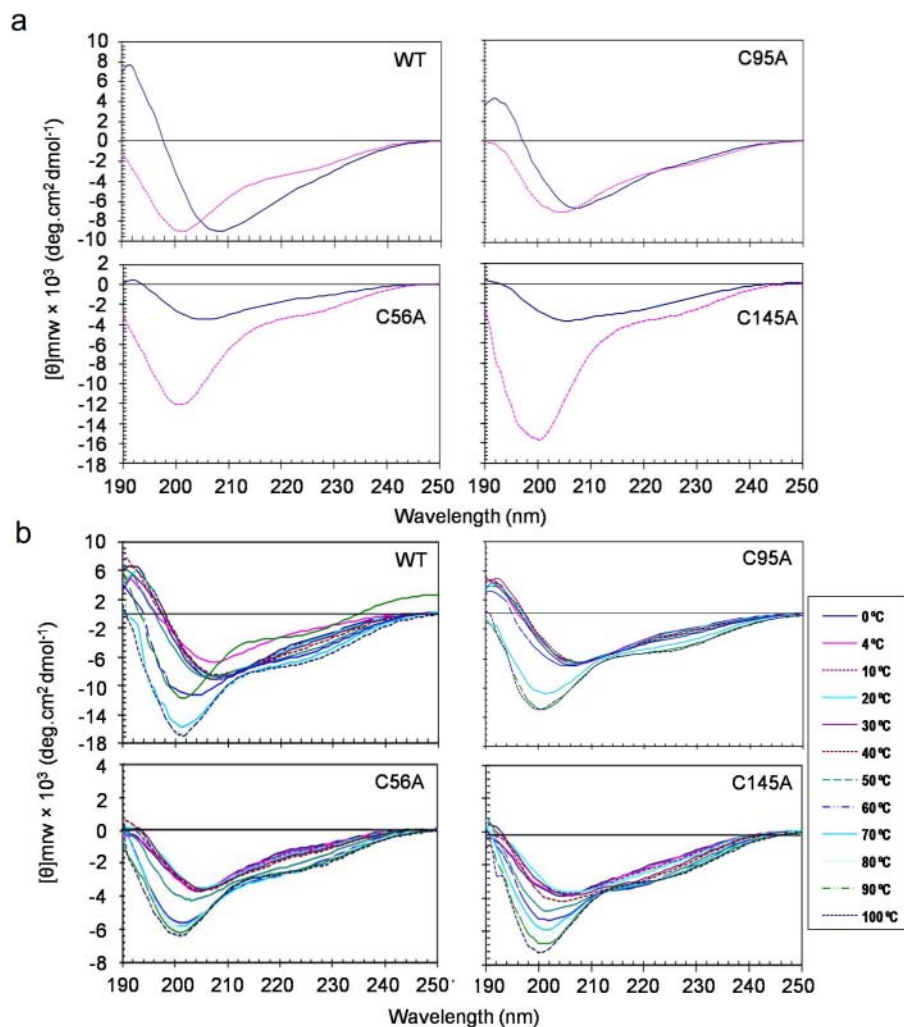 a
10
8
6
4
2
0
-2
-4
-6
-8
-10
WT
C95A
2
0
-2
-4
-6
-8
-10
-12
-14
-16
-18
C56A
C145A
190 200 210 220 230 240 250
190 200 210 220 230 240 250
[θ]mrw × 10³ (deg.cm² dmol⁻¹)
Wavelength (nm)
b
10
6
2
-2
-6
-10
-14
-18
WT
C95A
4
2
0
-2
-4
-6
-8
C56A
C145A
190 200 210 220 230 240 250
190 200 210 220 230 240 250
[θ]mrw × 10³ (deg.cm² dmol⁻¹)
Wavelength (nm)
0 ºC
4 ºC
10 ºC
20 ºC
30 ºC
40 ºC
50 ºC
60 ºC
70 ºC
80 ºC
90 ºC
100 ºC